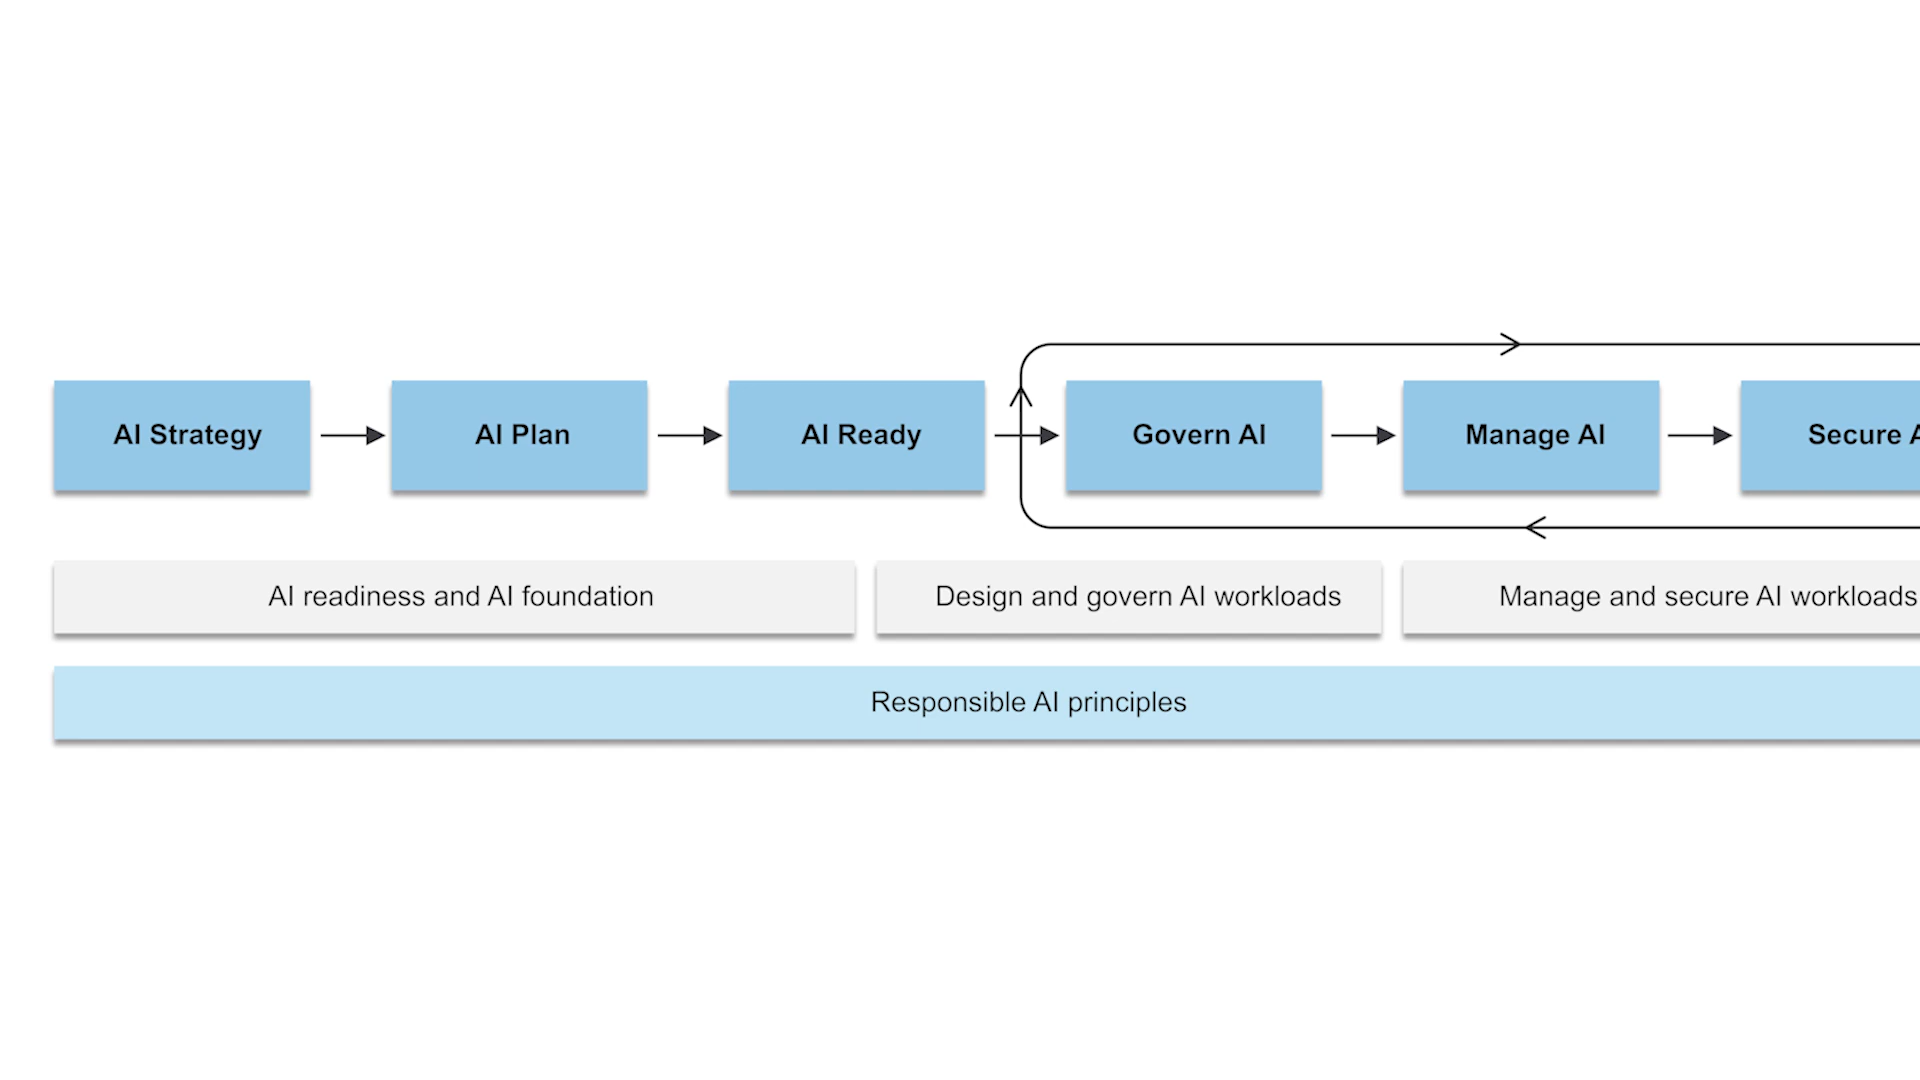 AI Strategy
AI Plan
AI Ready
Govern AI
Manage AI
Secure
AI readiness and AI foundation
Design and govern AI workloads
Manage and secure AI workloads
Responsible AI principles